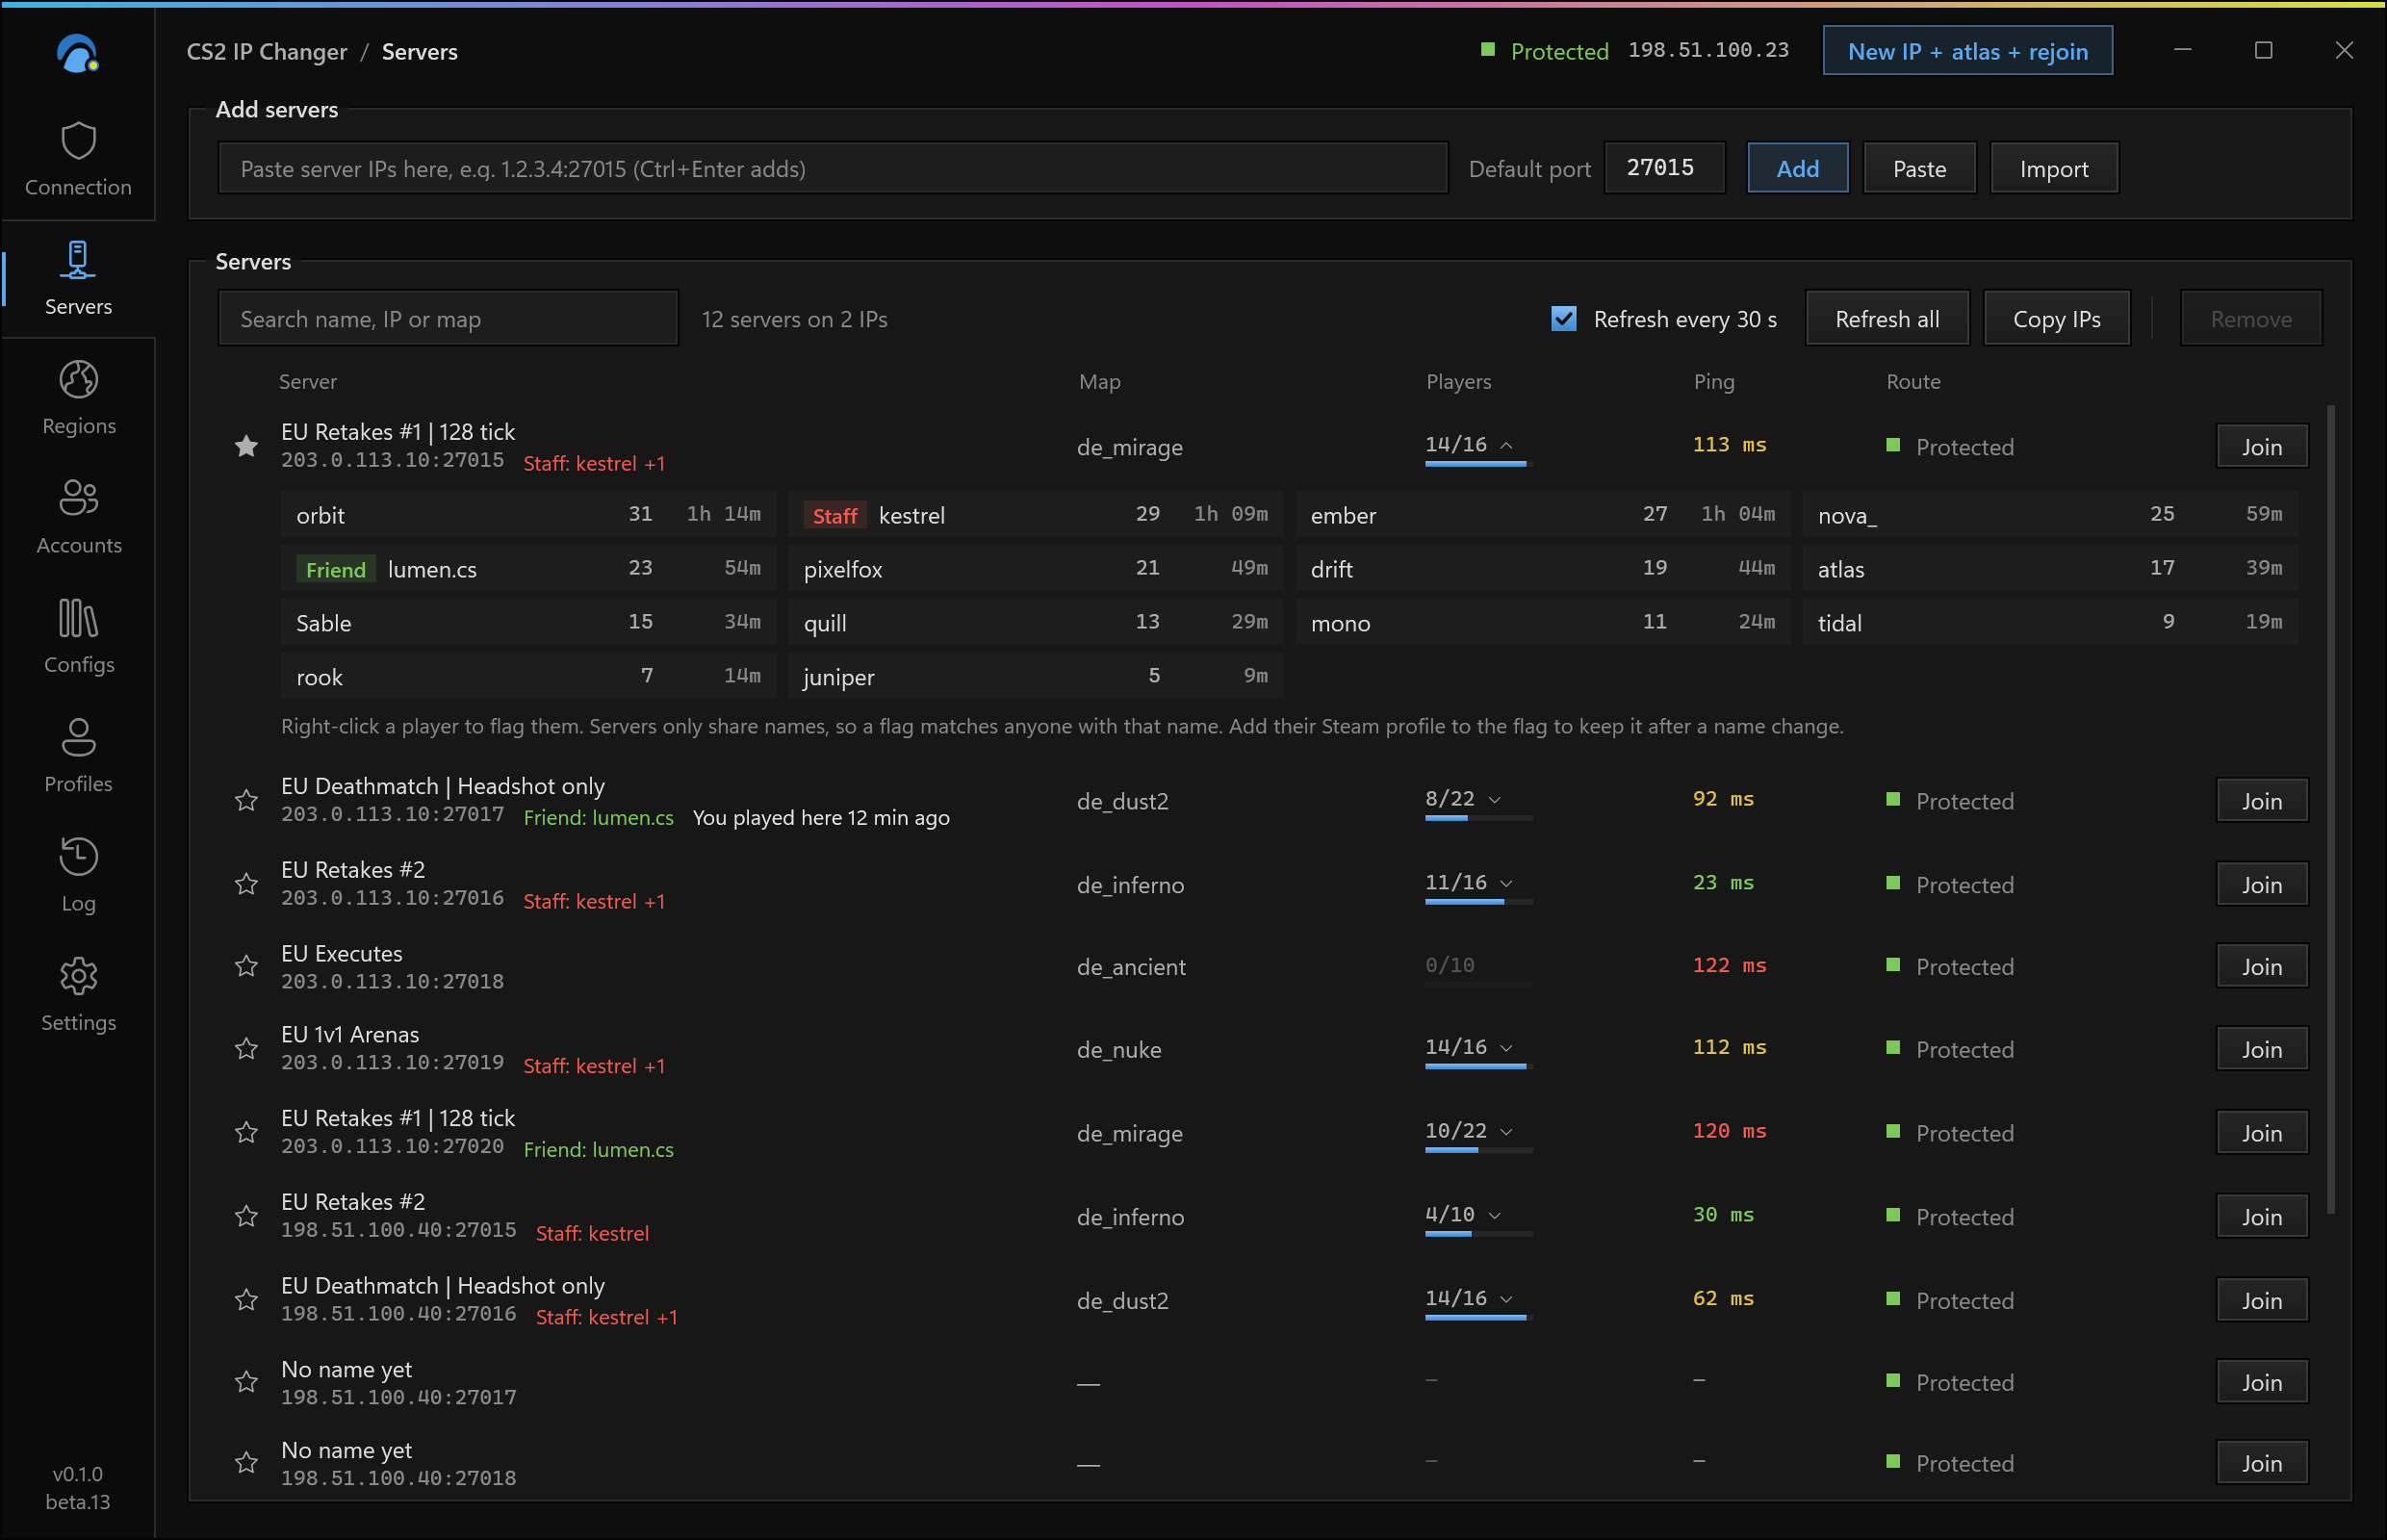 CS2 IP Changer / Servers
Protected 198.51.100.23 New IP + atlas + rejoin
Connection
Servers
Regions
Accounts
Configs
Profiles
Log
Settings
v0.1.0
beta.13
Add servers
Paste server IPs here, e.g. 1.2.3.4:27015 (Ctrl+Enter adds) Default port 27015 Add Paste Import
Servers
Search name, IP or map 12 servers on 2 IPs Refresh every 30 s Refresh all Copy IPs Remove
Server Map Players Ping Route
EU Retakes #1 | 128 tick de_mirage 14/16 113 ms Protected Join
203.0.113.10:27015 Staff: kestrel +1
orbit 31 1h 14m Staff kestrel 29 1h 09m ember 27 1h 04m nova_ 25 59m
Friend lumen.cs 23 54m pixelfox 21 49m drift 19 44m atlas 17 39m
Sable 15 34m quill 13 29m mono 11 24m tidal 9 19m
rook 7 14m juniper 5 9m
Right-click a player to flag them. Servers only share names, so a flag matches anyone with that name. Add their Steam profile to the flag to keep it after a name change.
EU Deathmatch | Headshot only de_dust2 8/22 92 ms Protected Join
203.0.113.10:27017 Friend: lumen.cs You played here 12 min ago
EU Retakes #2 de_inferno 11/16 23 ms Protected Join
203.0.113.10:27016 Staff: kestrel +1
EU Executes de_ancient 0/10 122 ms Protected Join
203.0.113.10:27018
EU 1v1 Arenas de_nuke 14/16 112 ms Protected Join
203.0.113.10:27019 Staff: kestrel +1
EU Retakes #1 | 128 tick de_mirage 10/22 120 ms Protected Join
203.0.113.10:27020 Friend: lumen.cs
EU Retakes #2 de_inferno 4/10 30 ms Protected Join
198.51.100.40:27015 Staff: kestrel
EU Deathmatch | Headshot only de_dust2 14/16 62 ms Protected Join
198.51.100.40:27016 Staff: kestrel +1
No name yet — – – Protected Join
198.51.100.40:27017
No name yet — – – Protected Join
198.51.100.40:27018